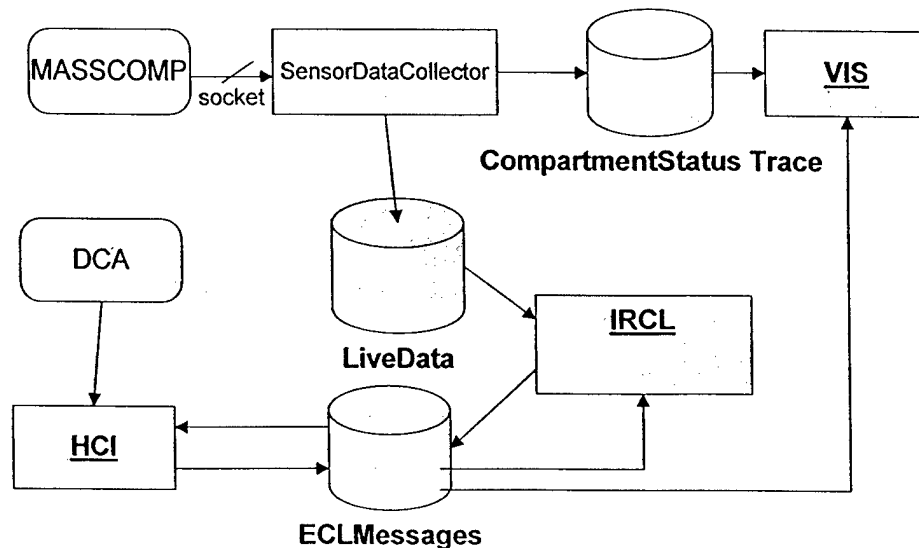 MASSCOMP
socket
SensorDataCollector
VIS
CompartmentStatus Trace
DCA
LiveData
IRCL
HCI
ECLMessages